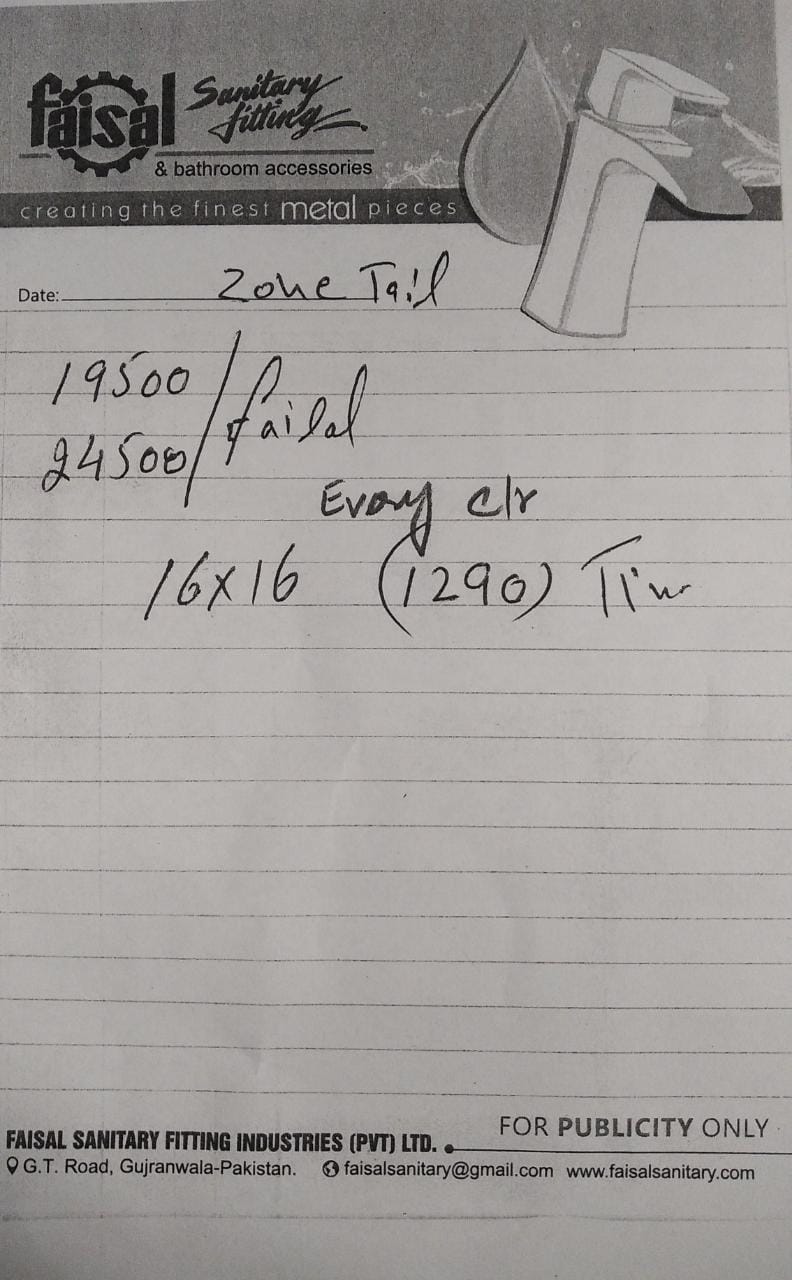 faisal Sanitary fitting
& bathroom accessories
creating the finest metal pieces
Date: Zone Tail
19500 / faisal
24500 /
Evory clr
16x16 (1290)
FOR PUBLICITY ONLY
FAISAL SANITARY FITTING INDUSTRIES (PVT) LTD.
G.T. Road, Gujranwala-Pakistan. faisalsanitary@gmail.com www.faisalsanitary.com